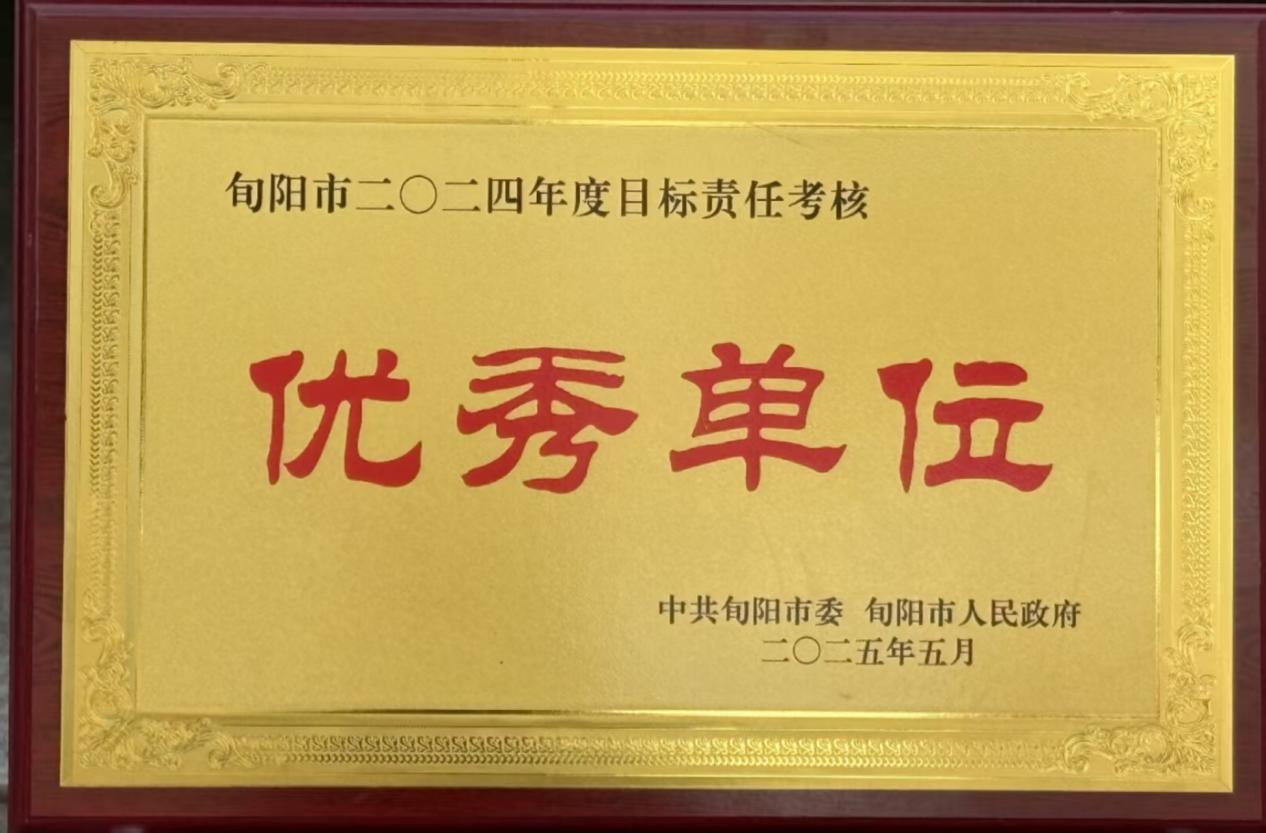 旬阳市二〇二四年度目标责任考核
优秀单位
中共旬阳市委 旬阳市人民政府
二〇二五年五月